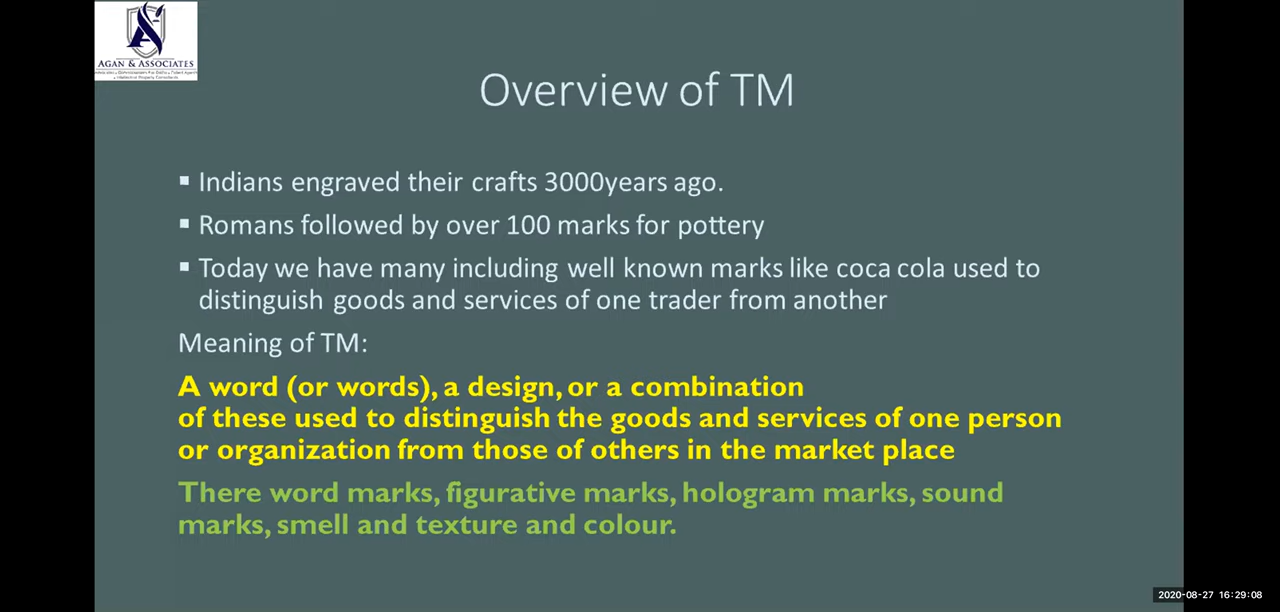 AGAN & ASSOCIATES
Overview of TM
▪ Indians engraved their crafts 3000years ago.
▪ Romans followed by over 100 marks for pottery
▪ Today we have many including well known marks like coca cola used to
distinguish goods and services of one trader from another
Meaning of TM:
A word (or words), a design, or a combination
of these used to distinguish the goods and services of one person
or organization from those of others in the market place
There word marks, figurative marks, hologram marks, sound
marks, smell and texture and colour.
2020-08-27 16:29:08